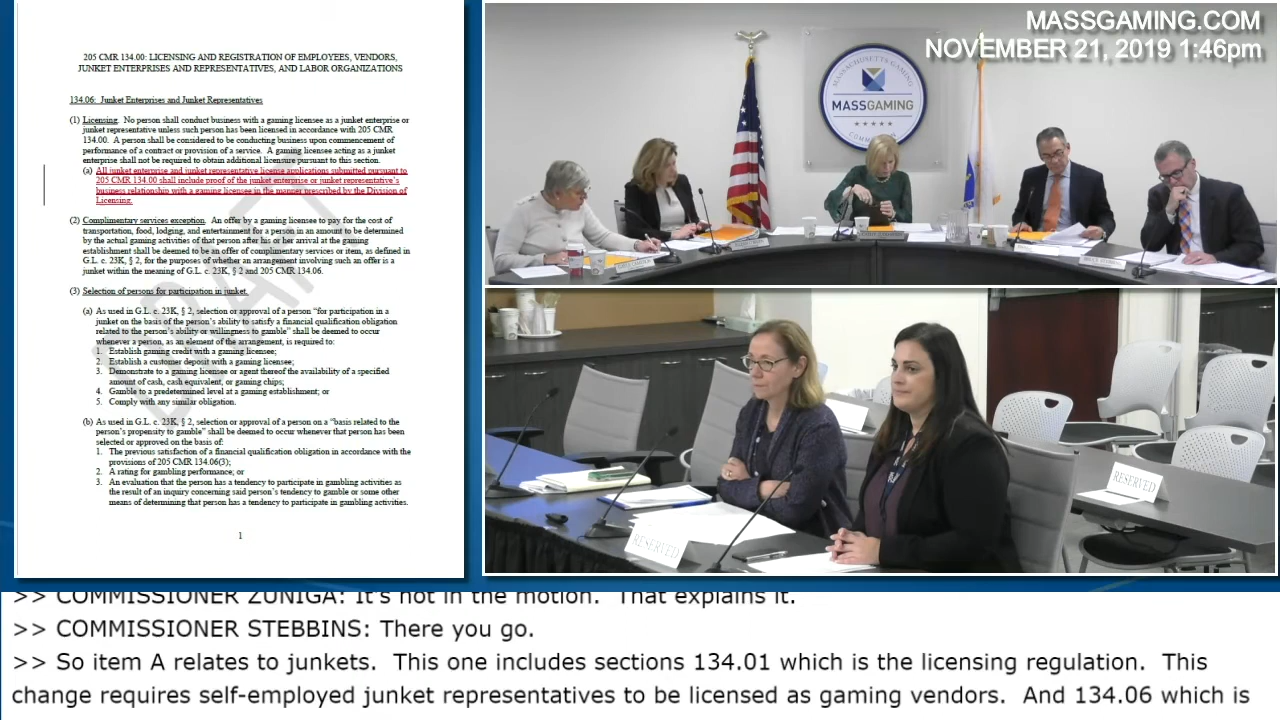 205 CMR 134.00: LICENSING AND REGISTRATION OF EMPLOYEES, VENDORS,
JUNKET ENTERPRISES AND REPRESENTATIVES, AND LABOR ORGANIZATIONS
134.06: Junket Enterprises and Junket Representatives
(1) Licensing. No person shall conduct business with a gaming licensee as a junket enterprise or
junket representative unless such person has been licensed in accordance with 205 CMR
134.00. A person shall be considered to be conducting business upon commencement of
performance of a contract or provision of a service. A gaming licensee acting as a junket
enterprise shall not be required to obtain additional licensure pursuant to this section.
(a) All junket enterprise and junket representative license applications submitted pursuant to
205 CMR 134.00 shall include proof of the junket enterprise or junket representative's
business relationship with a gaming licensee in the manner prescribed by the Division of
Licensing.
(2) Complimentary services exception. An offer by a gaming licensee to pay for the cost of
transportation, food, lodging, and entertainment for a person in an amount to be determined
by the actual gaming activities of that person after his or her arrival at the gaming
establishment shall be deemed to be an offer of complimentary services or item, as defined in
G.L. c. 23K, § 2, for the purposes of whether an arrangement involving such an offer is a
junket within the meaning of G.L. c. 23K, § 2 and 205 CMR 134.06.
(3) Selection of persons for participation in junket.
(a) As used in G.L. c. 23K, § 2, selection or approval of a person "for participation in a
junket on the basis of the person's ability to satisfy a financial qualification obligation
related to the person's ability or willingness to gamble" shall be deemed to occur
whenever a person, as an element of the arrangement, is required to:
1. Establish gaming credit with a gaming licensee;
2. Establish a customer deposit with a gaming licensee;
3. Demonstrate to a gaming licensee or agent thereof the availability of a specified
amount of cash, cash equivalent, or gaming chips;
4. Gamble to a predetermined level at a gaming establishment; or
5. Comply with any similar obligation.
(b) As used in G.L. c. 23K, § 2, selection or approval of a person on a "basis related to the
person's propensity to gamble" shall be deemed to occur whenever that person has been
selected or approved on the basis of:
1. The previous satisfaction of a financial qualification obligation in accordance with the
provisions of 205 CMR 134.06(3);
2. A rating for gambling performance; or
3. An evaluation that the person has a tendency to participate in gambling activities as
the result of an inquiry concerning said person's tendency to gamble or some other
means of determining that person has a tendency to participate in gambling activities.
1
DRAFT
MASSGAMING.COM
NOVEMBER 21, 2019 1:46pm
MASSACHUSETTS GAMING
MASSGAMING
RESERVED
RESERVED
>> COMMISSIONER ZUNIGA: It's not in the motion. That explains it.
>> COMMISSIONER STEBBINS: There you go.
>> So item A relates to junkets. This one includes sections 134.01 which is the licensing regulation. This
change requires self-employed junket representatives to be licensed as gaming vendors. And 134.06 which is